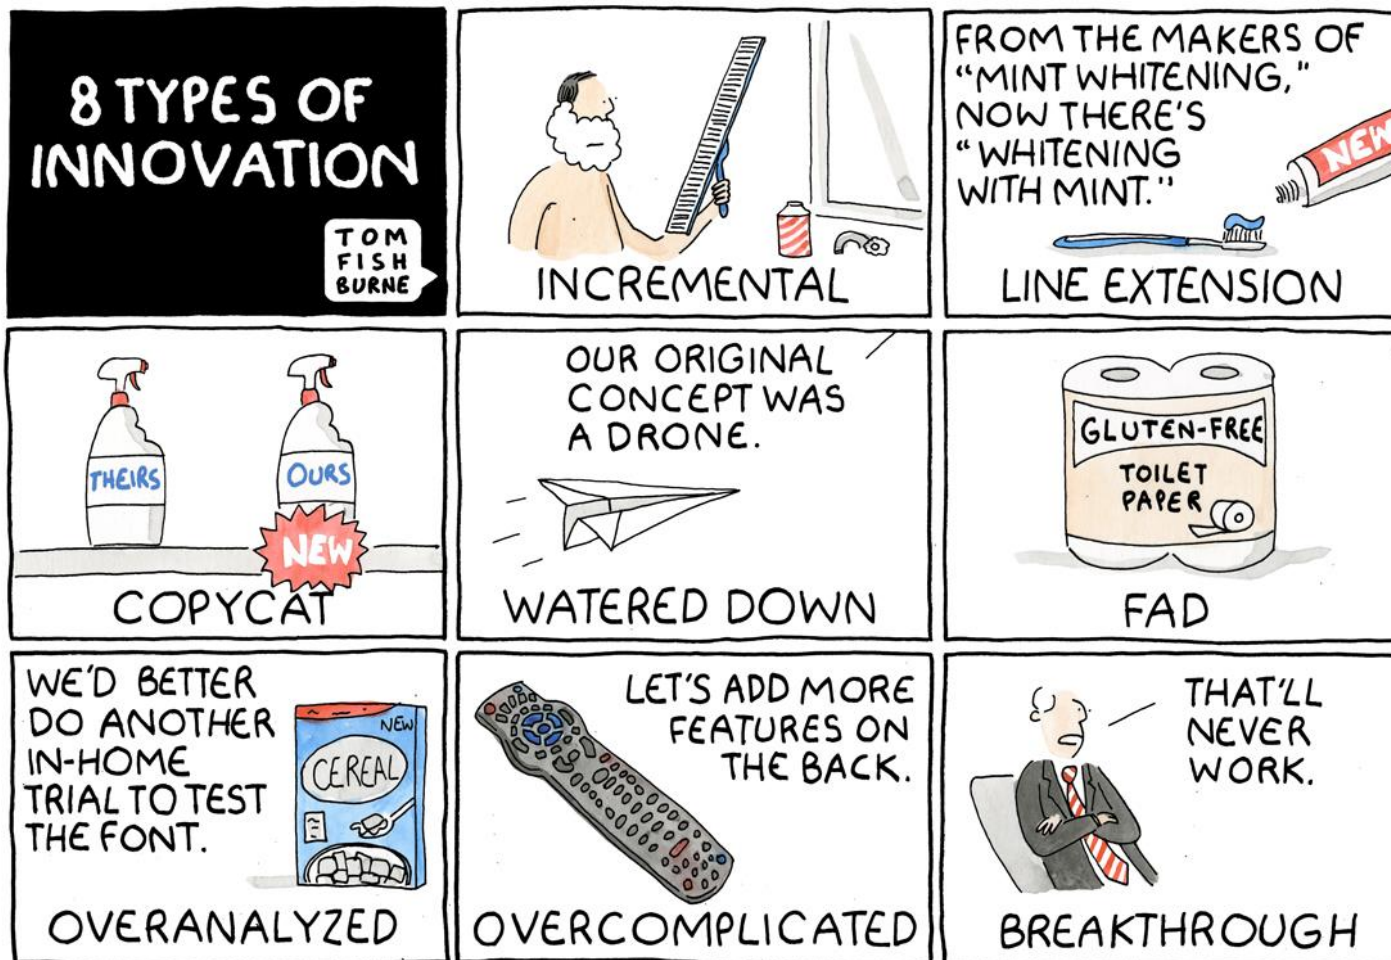 8 TYPES OF
INNOVATION
TOM
FISH
BURNE
INCREMENTAL
FROM THE MAKERS OF
“MINT WHITENING,”
NOW THERE'S
“WHITENING
WITH MINT.”
NEW
LINE EXTENSION
THEIRS
OURS
NEW
COPYCAT
OUR ORIGINAL
CONCEPT WAS
A DRONE.
WATERED DOWN
GLUTEN-FREE
TOILET
PAPER
FAD
WE'D BETTER
DO ANOTHER
IN-HOME
TRIAL TO TEST
THE FONT.
NEW
CEREAL
OVERANALYZED
LET'S ADD MORE
FEATURES ON
THE BACK.
OVERCOMPLICATED
THAT'LL
NEVER
WORK.
BREAKTHROUGH